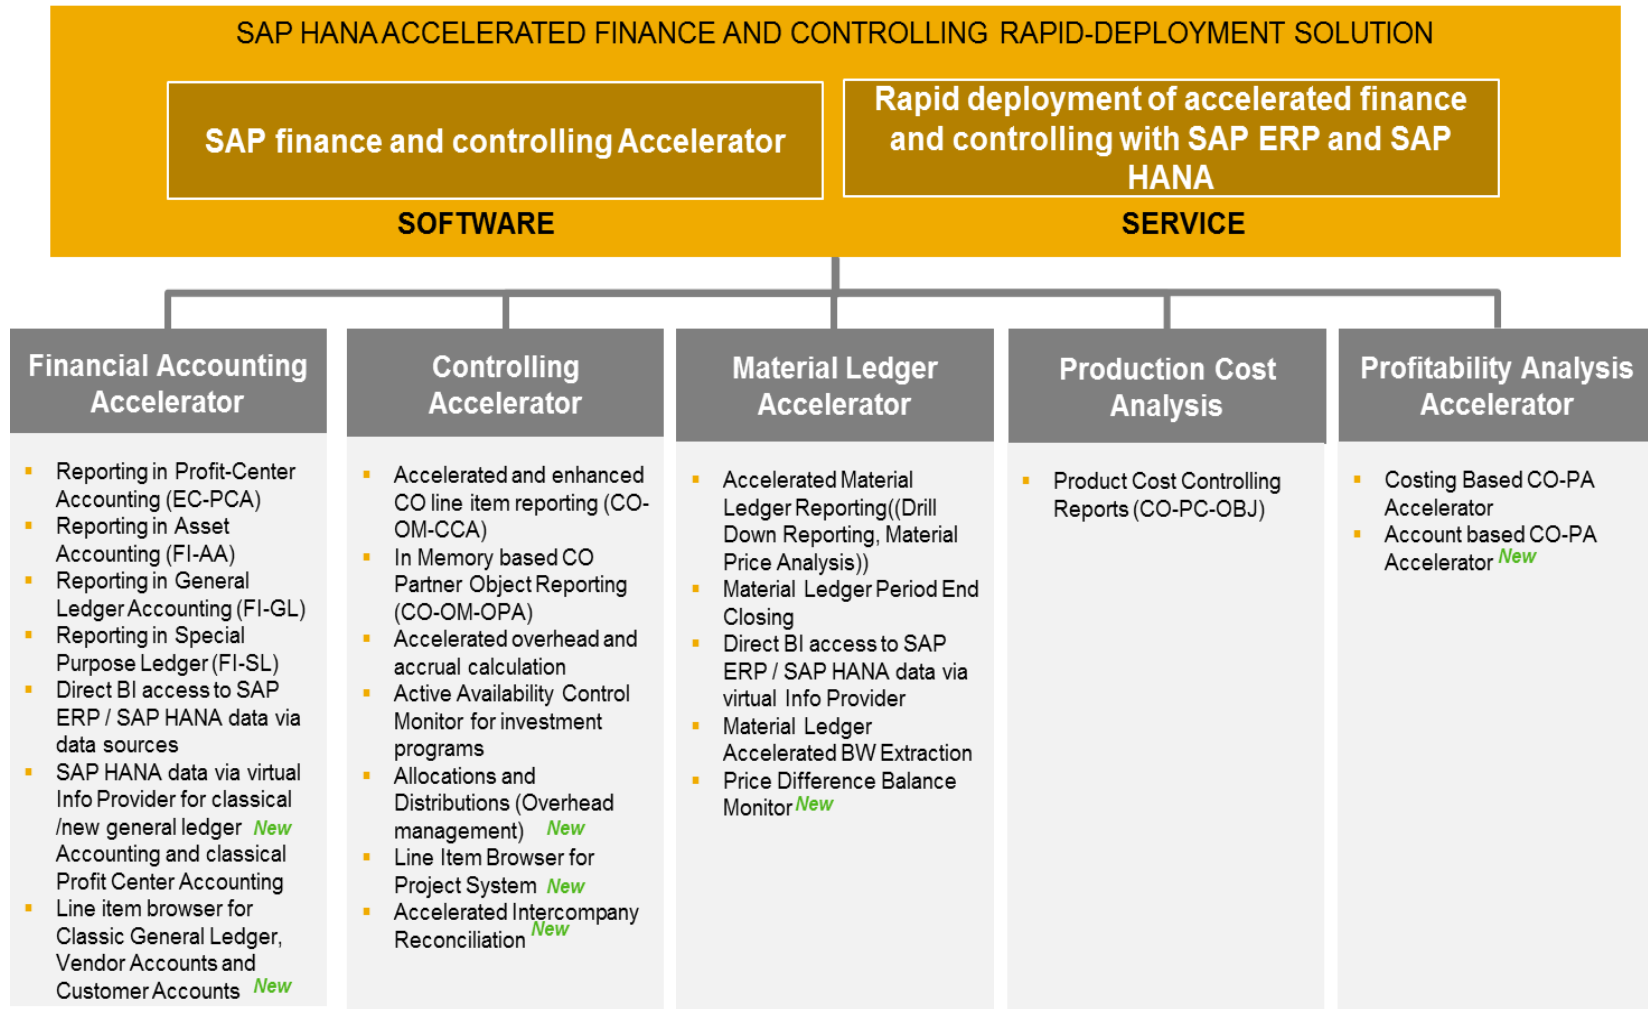 SAP HANA ACCELERATED FINANCE AND CONTROLLING RAPID-DEPLOYMENT SOLUTION
SAP finance and controlling Accelerator
SOFTWARE
Rapid deployment of accelerated finance
and controlling with SAP ERP and SAP
HANA
SERVICE
Financial Accounting
Accelerator
Reporting in Profit-Center
Accounting (EC-PCA)
Reporting in Asset
Accounting (FI-AA)
Reporting in General
Ledger Accounting (FI-GL)
Reporting in Special
Purpose Ledger (FI-SL)
Direct BI access to SAP
ERP / SAP HANA data via
data sources
SAP HANA data via virtual
Info Provider for classical
/new general ledger New
Accounting and classical
Profit Center Accounting
Line item browser for
Classic General Ledger,
Vendor Accounts and
Customer Accounts New
Controlling
Accelerator
Accelerated and enhanced
CO line item reporting (CO-
OM-CCA)
In Memory based CO
Partner Object Reporting
(CO-OM-OPA)
Accelerated overhead and
accrual calculation
Active Availability Control
Monitor for investment
programs
Allocations and
Distributions (Overhead
management) New
Line Item Browser for
Project System New
Accelerated Intercompany
Reconciliation New
Material Ledger
Accelerator
Accelerated Material
Ledger Reporting((Drill
Down Reporting, Material
Price Analysis))
Material Ledger Period End
Closing
Direct BI access to SAP
ERP / SAP HANA data via
virtual Info Provider
Material Ledger
Accelerated BW Extraction
Price Difference Balance
Monitor New
Production Cost
Analysis
Product Cost Controlling
Reports (CO-PC-OBJ)
Profitability Analysis
Accelerator
Costing Based CO-PA
Accelerator
Account based CO-PA
Accelerator New